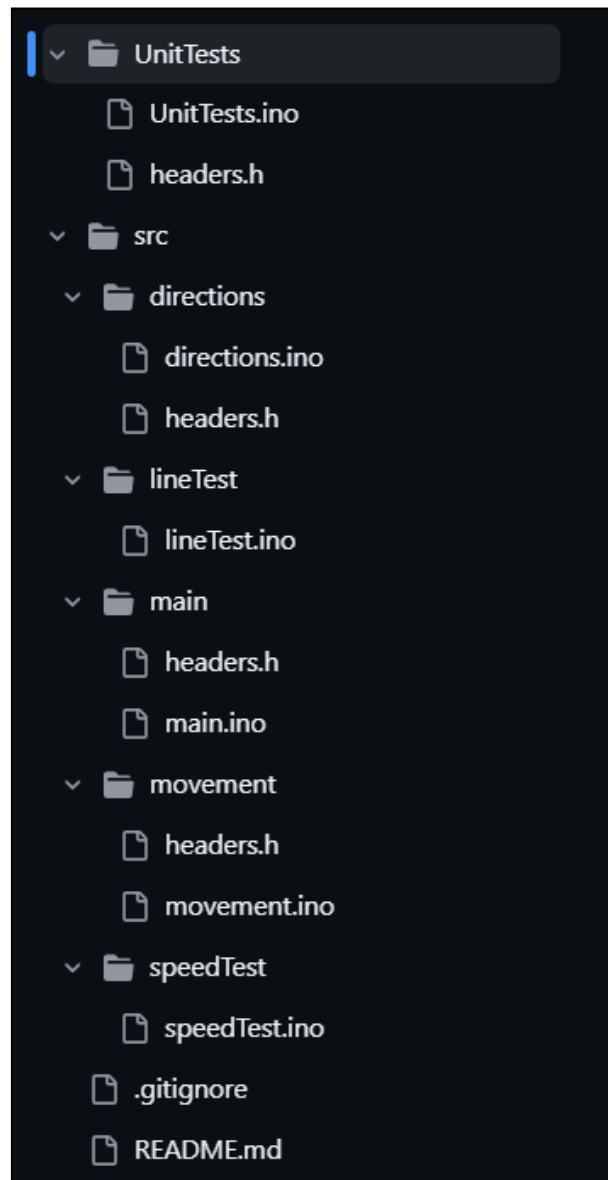 UnitTests
UnitTests.ino
headers.h
src
directions
directions.ino
headers.h
lineTest
lineTest.ino
main
headers.h
main.ino
movement
headers.h
movement.ino
speedTest
speedTest.ino
.gitignore
README.md